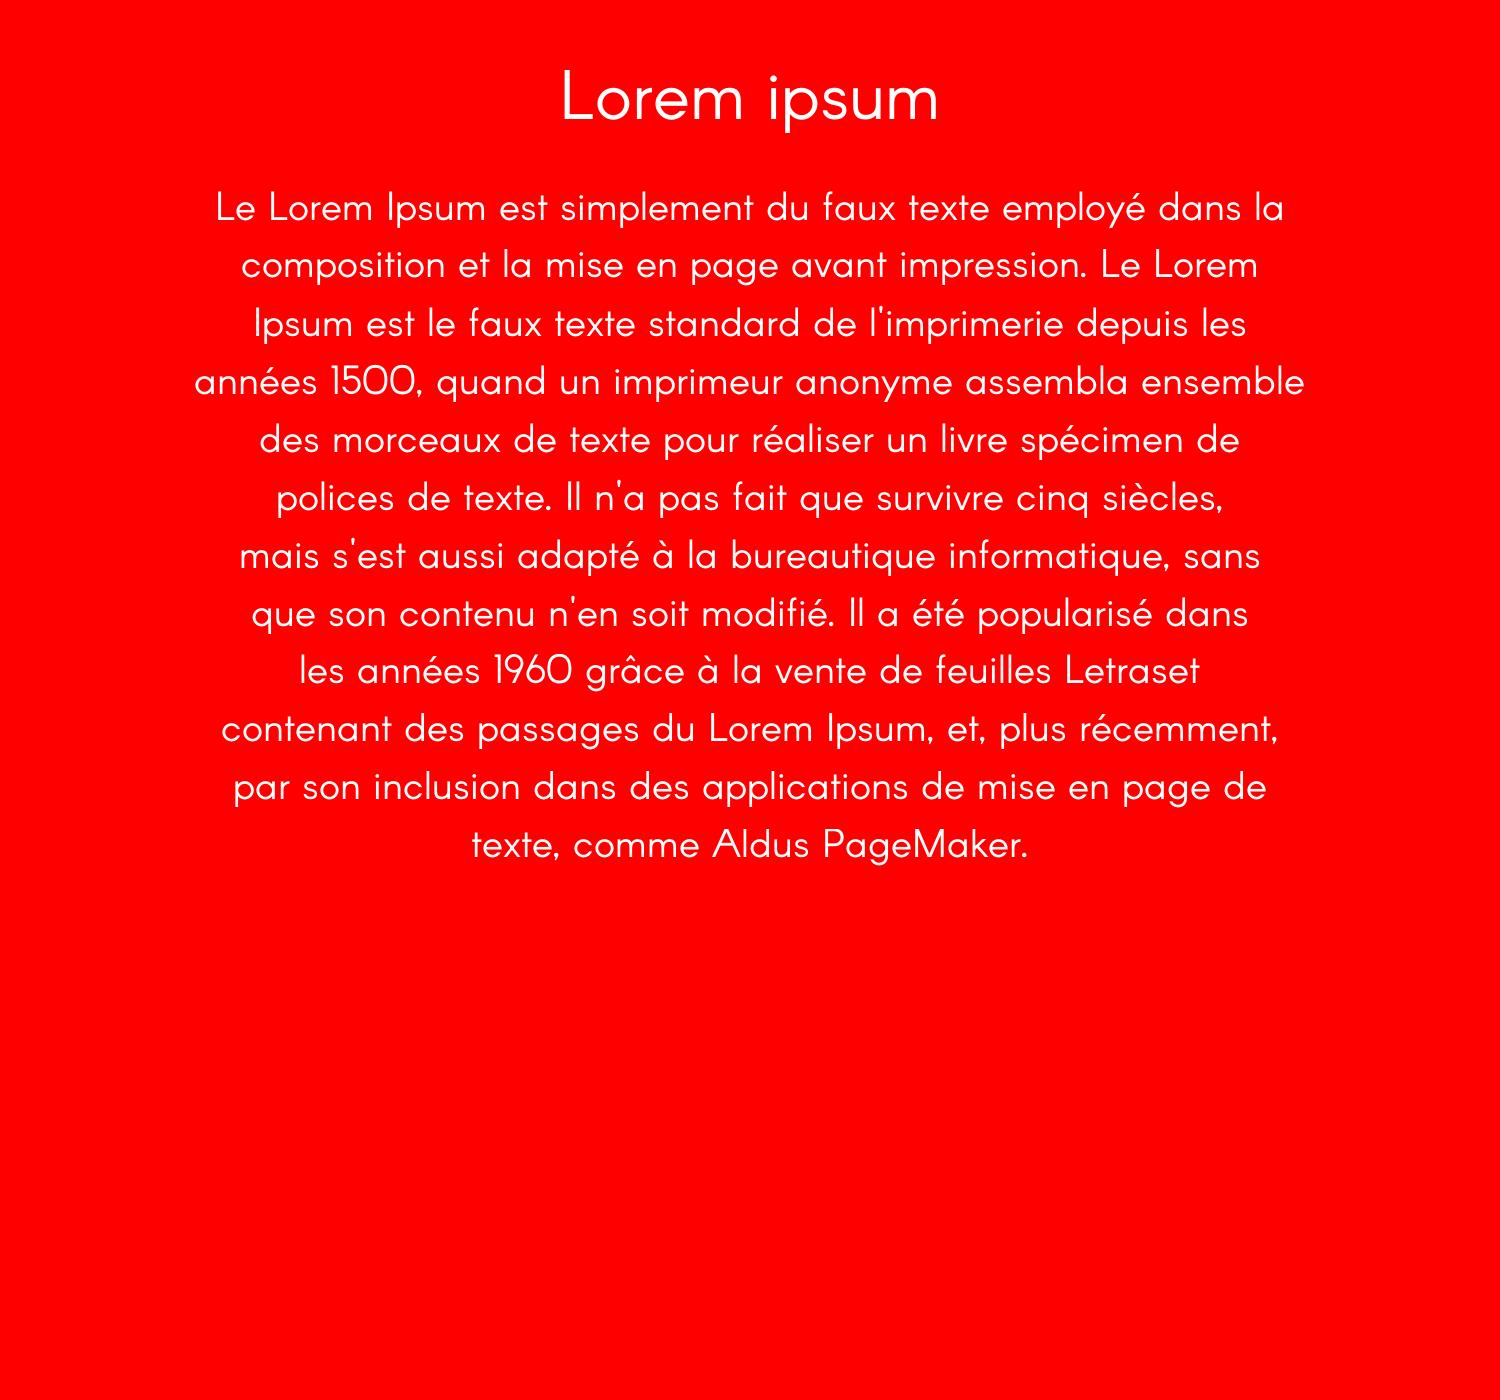 Lorem ipsum
Le Lorem Ipsum est simplement du faux texte employé dans la
composition et la mise en page avant impression. Le Lorem
Ipsum est le faux texte standard de l'imprimerie depuis les
années 1500, quand un imprimeur anonyme assembla ensemble
des morceaux de texte pour réaliser un livre spécimen de
polices de texte. Il n'a pas fait que survivre cinq siècles,
mais s'est aussi adapté à la bureautique informatique, sans
que son contenu n'en soit modifié. Il a été popularisé dans
les années 1960 grâce à la vente de feuilles Letraset
contenant des passages du Lorem Ipsum, et, plus récemment,
par son inclusion dans des applications de mise en page de
texte, comme Aldus PageMaker.